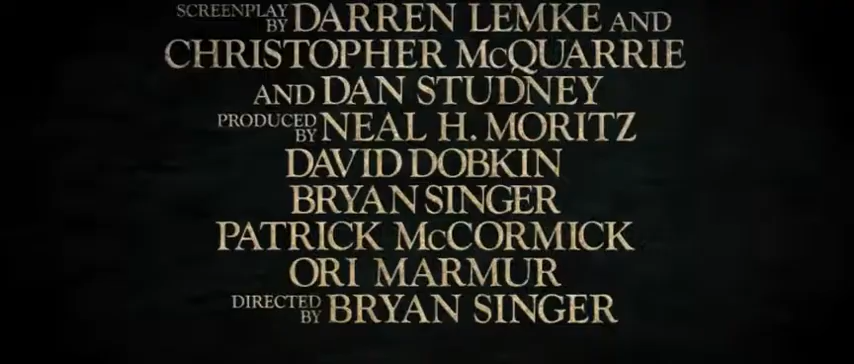 SCREENPLAY BY DARREN LEMKE AND
CHRISTOPHER McQUARRIE
AND DAN STUDNEY
PRODUCED BY NEAL H. MORITZ
DAVID DOBKIN
BRYAN SINGER
PATRICK McCORMICK
ORI MARMUR
DIRECTED BY BRYAN SINGER